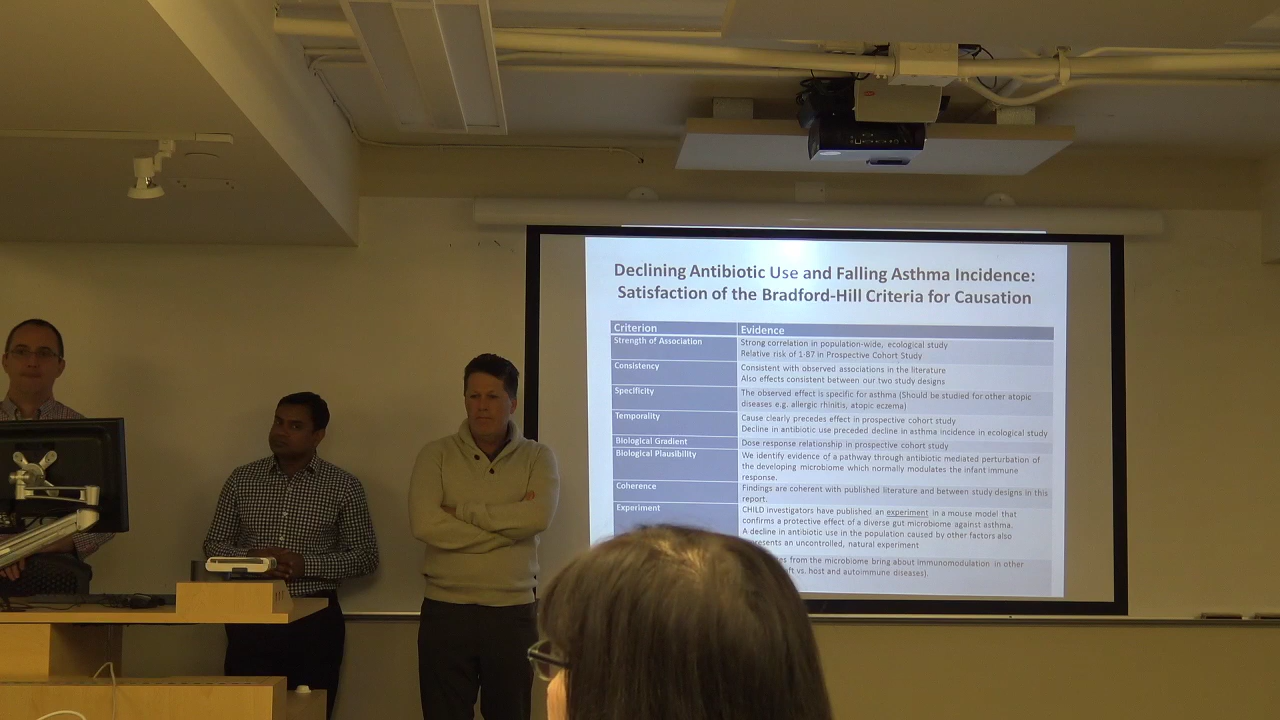 Declining Antibiotic Use and Falling Asthma Incidence:
Satisfaction of the Bradford-Hill Criteria for Causation
Criterion Evidence
Strength of Association Strong correlation in population-wide, ecological study
Relative risk of 1·87 in Prospective Cohort Study
Consistency Consistent with observed associations in the literature
Also effects consistent between our two study designs
Specificity The observed effect is specific for asthma (Should be studied for other atopic
diseases e.g. allergic rhinitis, atopic eczema)
Temporality Cause clearly precedes effect in prospective cohort study
Decline in antibiotic use preceded decline in asthma incidence in ecological study
Biological Gradient Dose response relationship in prospective cohort study
Biological Plausibility We identify evidence of a pathway through antibiotic mediated perturbation of
the developing microbiome which normally modulates the infant immune
response.
Coherence Findings are coherent with published literature and between study designs in this
report.
Experiment CHILD investigators have published an experiment in a mouse model that
confirms a protective effect of a diverse gut microbiome against asthma.
A decline in antibiotic use in the population caused by other factors also
an uncontrolled, natural experiment
from the microbiome bring about immunomodulation in other
vs. host and autoimmune diseases).